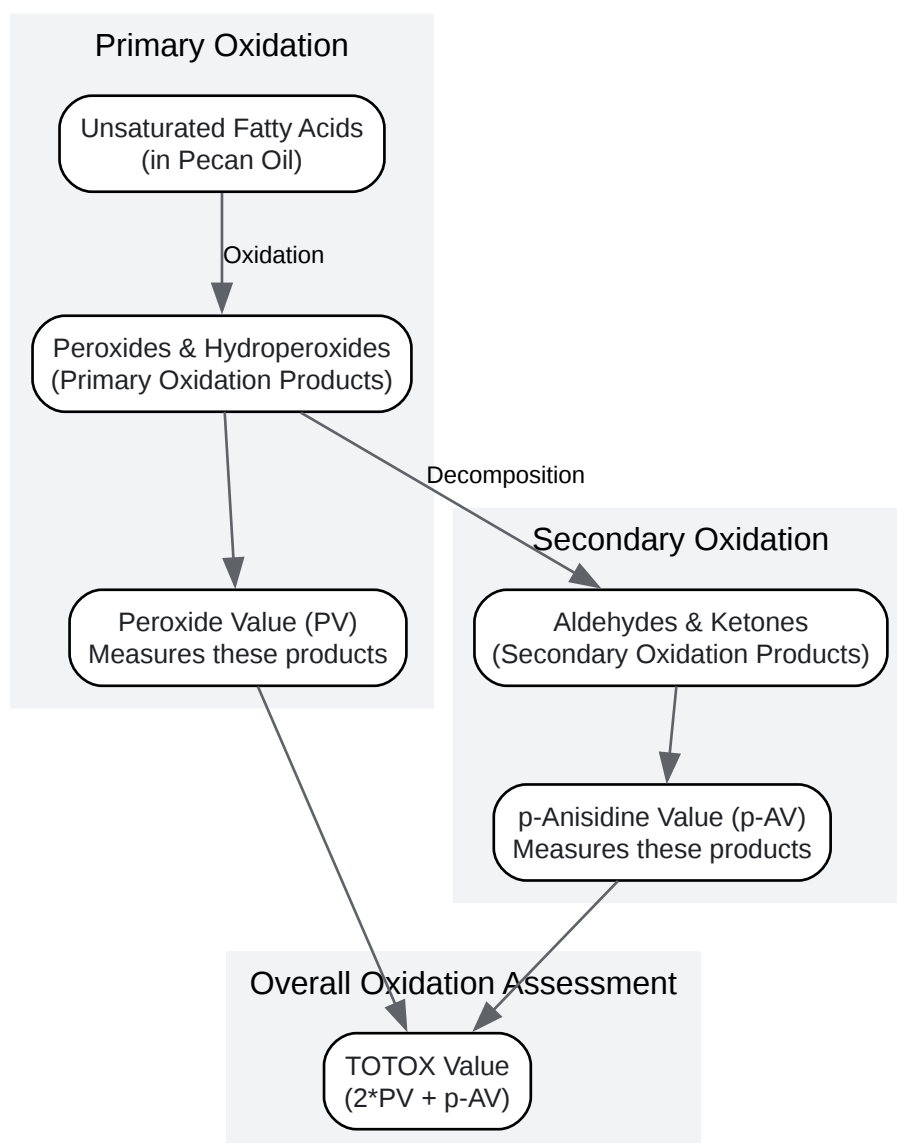 Primary Oxidation
Unsaturated Fatty Acids
(in Pecan Oil)
Oxidation
Peroxides & Hydroperoxides
(Primary Oxidation Products)
Decomposition
Secondary Oxidation
Peroxide Value (PV)
Measures these products
Aldehydes & Ketones
(Secondary Oxidation Products)
p-Anisidine Value (p-AV)
Measures these products
Overall Oxidation Assessment
TOTOX Value
(2*PV + p-AV)